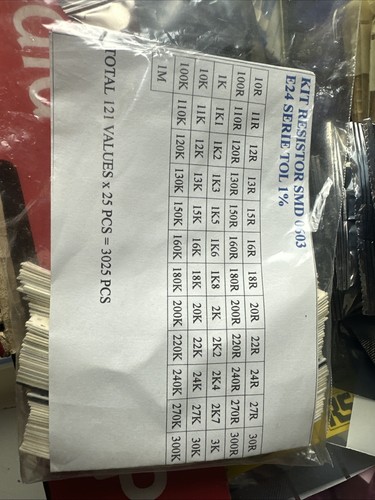 KIT RESISTOR SMD 0603
E24 SERIE TOL 1%
10R 11R 12R 13R 15R 16R 18R 20R 22R 24R 27R 30R
100R 110R 120R 130R 150R 160R 180R 200R 220R 240R 270R 300R
1K 1K1 1K2 1K3 1K5 1K6 1K8 2K 2K2 2K4 2K7 3K
10K 11K 12K 13K 15K 16K 18K 20K 22K 24K 27K 30K
100K 110K 120K 130K 150K 160K 180K 200K 220K 240K 270K 300K
1M
TOTAL 121 VALUES x 25 PCS = 3025 PCS